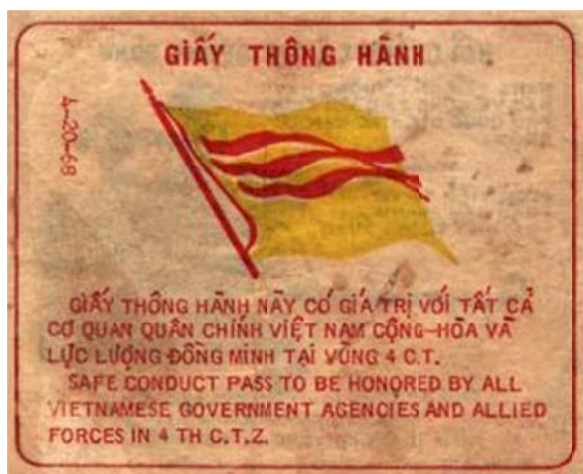 GIẤY THÔNG HÀNH
4-20-68
GIẤY THÔNG HÀNH NÀY CÓ GIÁ TRỊ VỚI TẤT CẢ
CƠ QUAN QUÂN CHÍNH VIỆT NAM CỘNG-HÒA VÀ
LỰC LƯỢNG ĐỒNG MINH TẠI VÙNG 4 C.T.
SAFE CONDUCT PASS TO BE HONORED BY ALL
VIETNAMESE GOVERNMENT AGENCIES AND ALLIED
FORCES IN 4 TH C.T.Z.